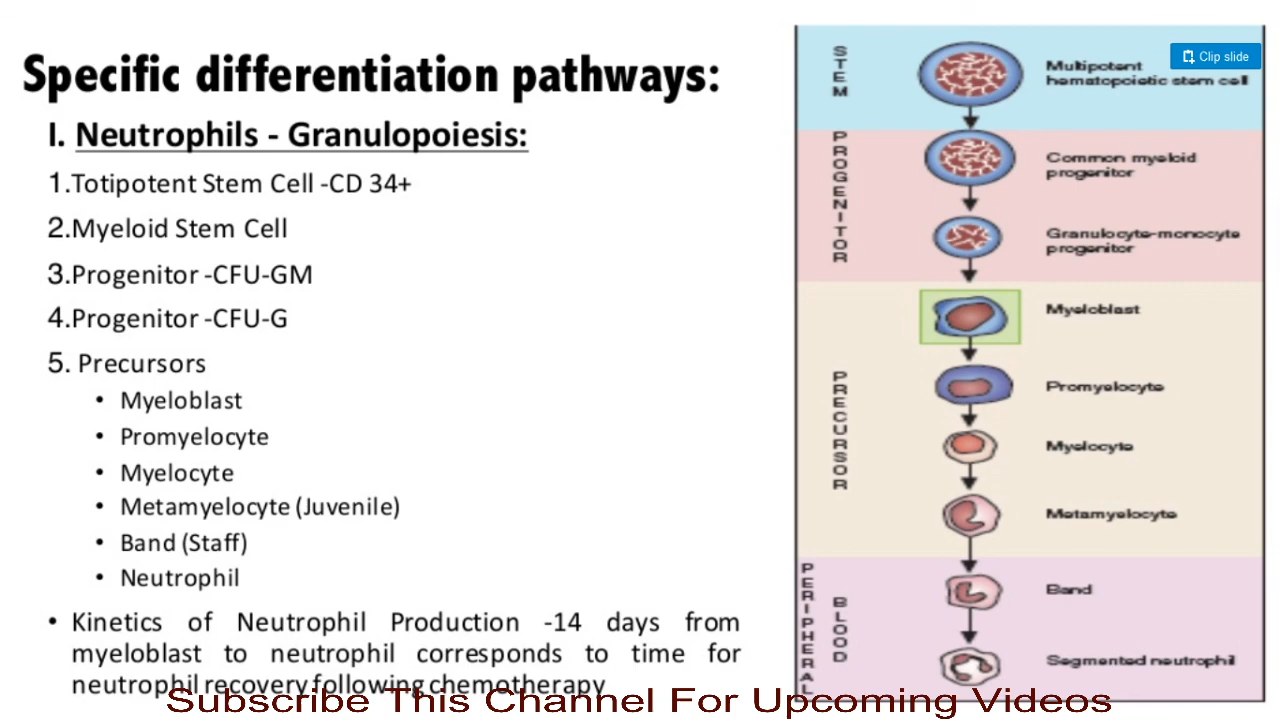 Specific differentiation pathways:
I. Neutrophils - Granulopoiesis:
1.Totipotent Stem Cell -CD 34+
2.Myeloid Stem Cell
3.Progenitor -CFU-GM
4.Progenitor -CFU-G
5. Precursors
• Myeloblast
• Promyelocyte
• Myelocyte
• Metamyelocyte (Juvenile)
• Band (Staff)
• Neutrophil
• Kinetics of Neutrophil Production -14 days from
myeloblast to neutrophil corresponds to time for
neutrophil recovery following chemotherapy
STEM
Clip slide
Multipotent
hematopoietic stem cell
PROGENITOR
Common myeloid
progenitor
Granulocyte-monocyte
progenitor
PRECURSOR
Myeloblast
Promyelocyte
Myelocyte
Metamyelocyte
PERIPHERAL
BLOOD
Band
Segmented neutrophil
Subscribe This Channel For Upcoming Videos